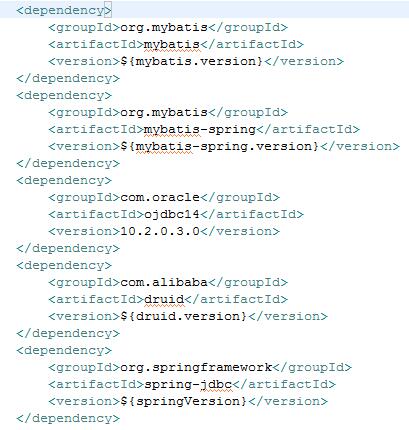 <dependency>
<groupId>org.mybatis</groupId>
<artifactId>mybatis</artifactId>
<version>${mybatis.version}</version>
</dependency>
<dependency>
<groupId>org.mybatis</groupId>
<artifactId>mybatis-spring</artifactId>
<version>${mybatis-spring.version}</version>
</dependency>
<dependency>
<groupId>com.oracle</groupId>
<artifactId>ojdbc14</artifactId>
<version>10.2.0.3.0</version>
</dependency>
<dependency>
<groupId>com.alibaba</groupId>
<artifactId>druid</artifactId>
<version>${druid.version}</version>
</dependency>
<dependency>
<groupId>org.springframework</groupId>
<artifactId>spring-jdbc</artifactId>
<version>${springVersion}</version>
</dependency>